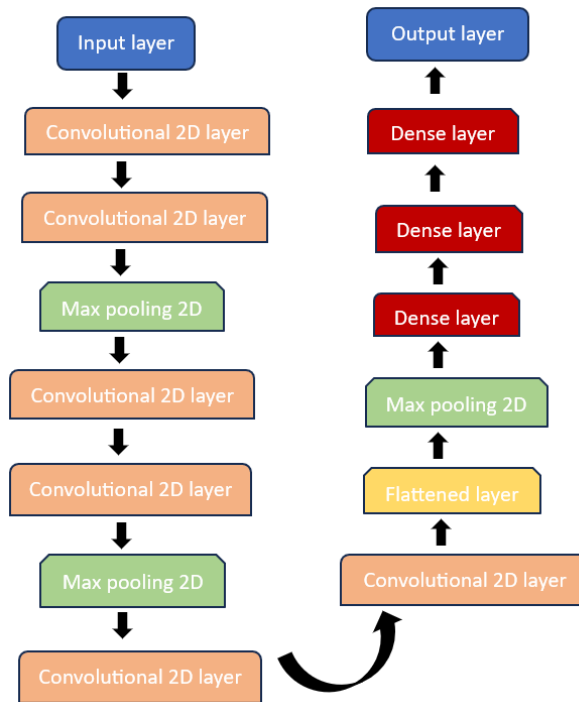 Input layer
Convolutional 2D layer
Convolutional 2D layer
Max pooling 2D
Convolutional 2D layer
Convolutional 2D layer
Max pooling 2D
Convolutional 2D layer
Convolutional 2D layer
Flattened layer
Max pooling 2D
Dense layer
Dense layer
Dense layer
Output layer